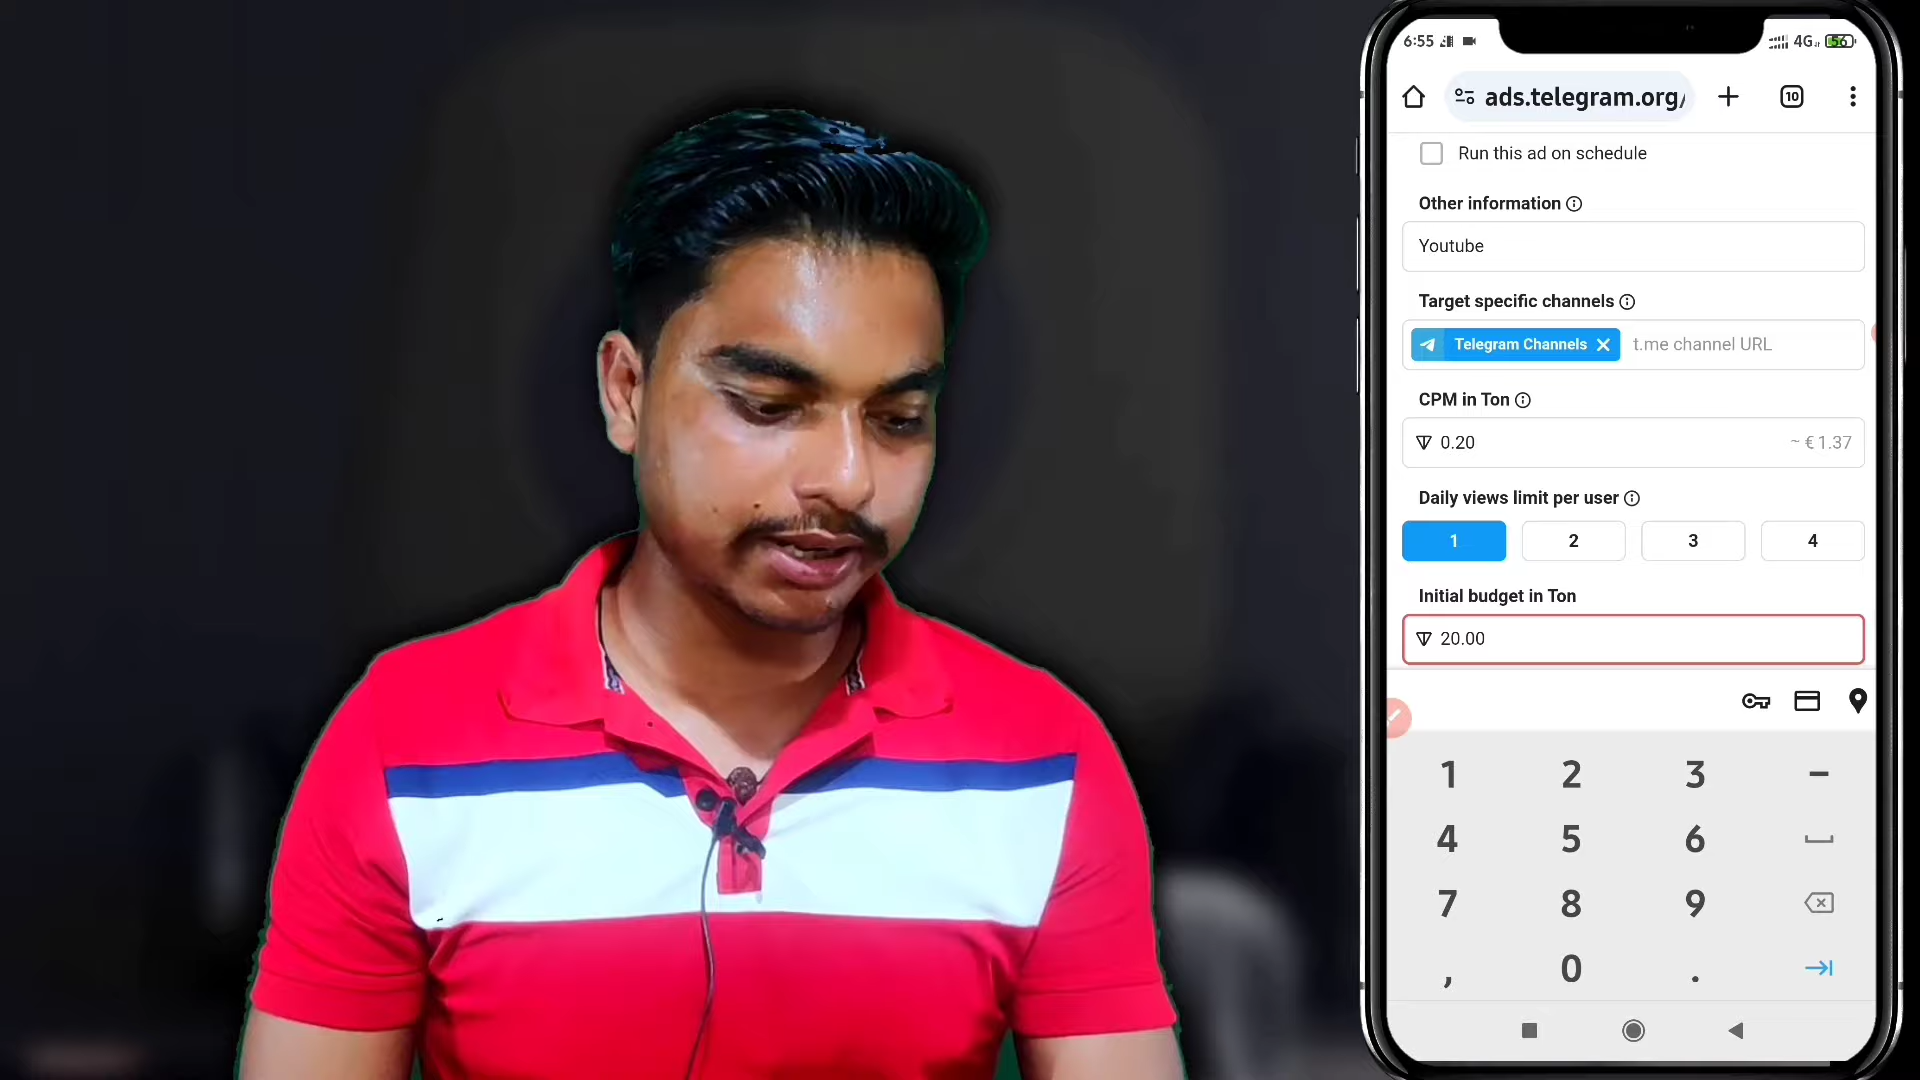 6:55 4G 56
10 ads.telegram.org/
Run this ad on schedule
Other information
Youtube
Target specific channels
Telegram Channels t.me channel URL
CPM in Ton
0.20 ~ € 1.37
Daily views limit per user
1 2 3 4
Initial budget in Ton
20.00
1 2 3 –
4 5 6
7 8 9
, 0 .